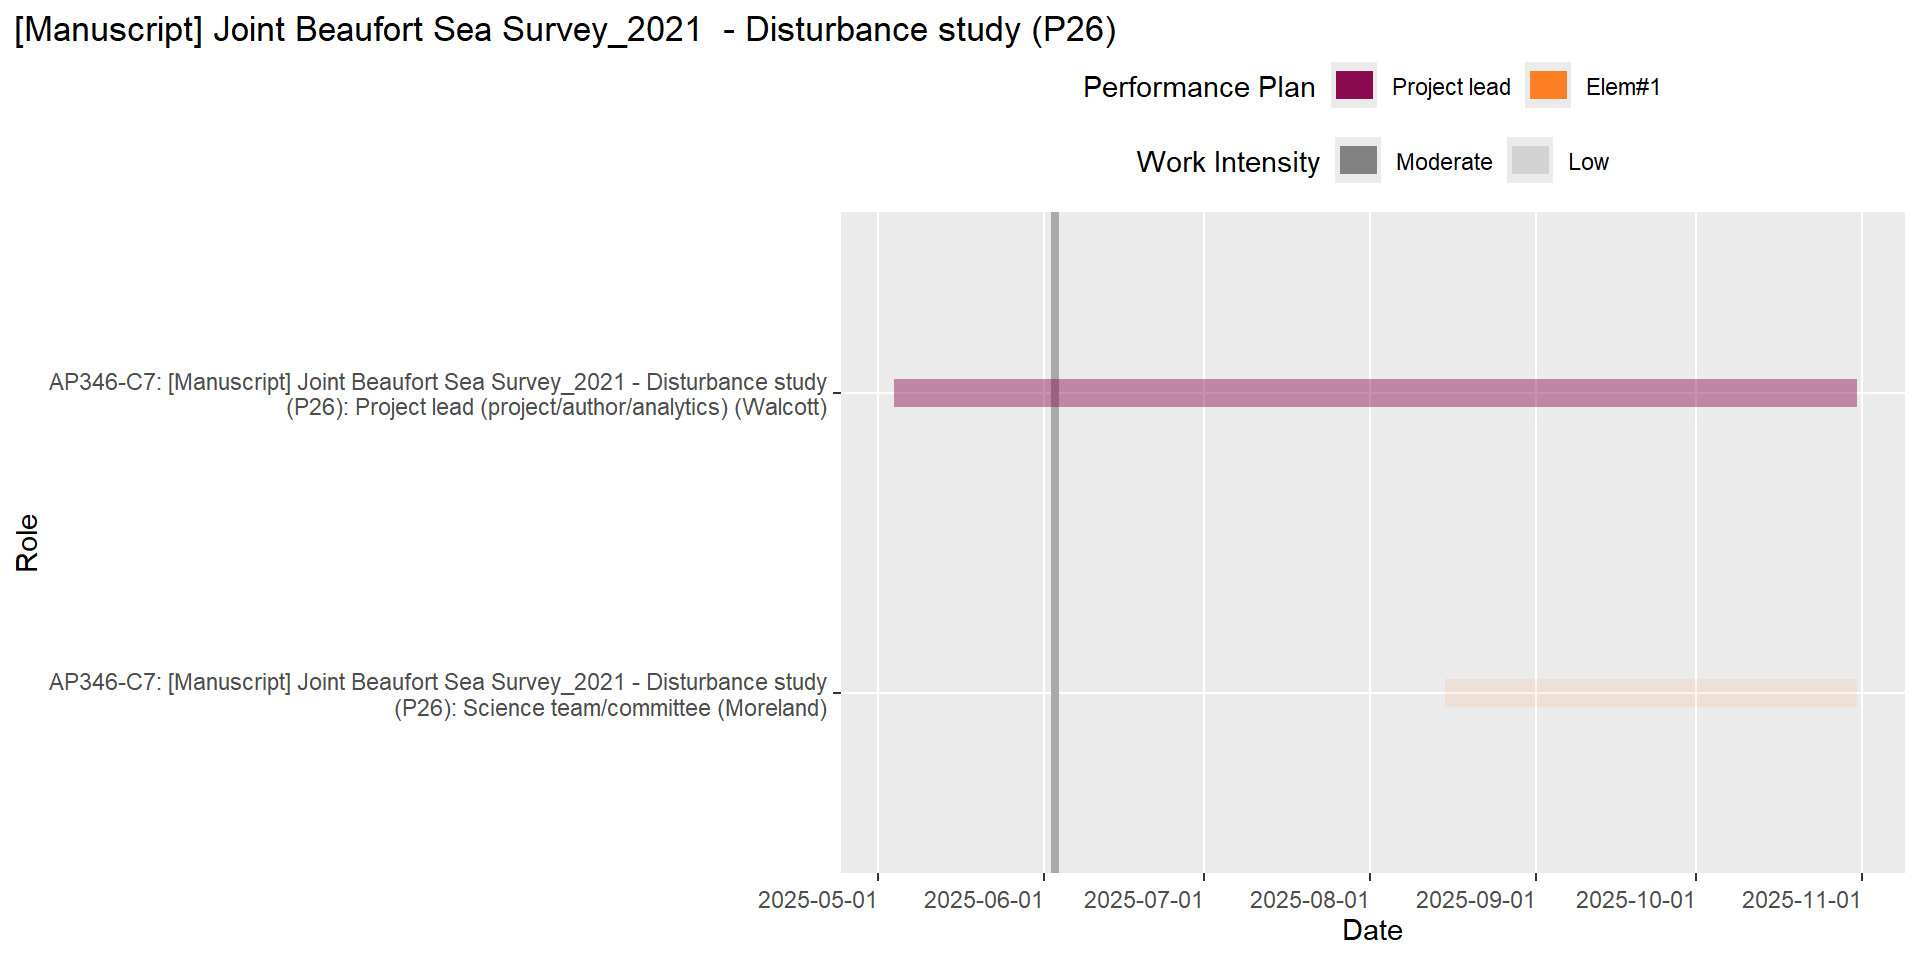 [Manuscript] Joint Beaufort Sea Survey_2021  - Disturbance study (P26)
Performance Plan Project lead Elem#1
Work Intensity Moderate Low
AP346-C7: [Manuscript] Joint Beaufort Sea Survey_2021 - Disturbance study
(P26): Project lead (project/author/analytics) (Walcott)
Role
AP346-C7: [Manuscript] Joint Beaufort Sea Survey_2021 - Disturbance study
(P26): Science team/committee (Moreland)
2025-05-01 2025-06-01 2025-07-01 2025-08-01 2025-09-01 2025-10-01 2025-11-01
Date